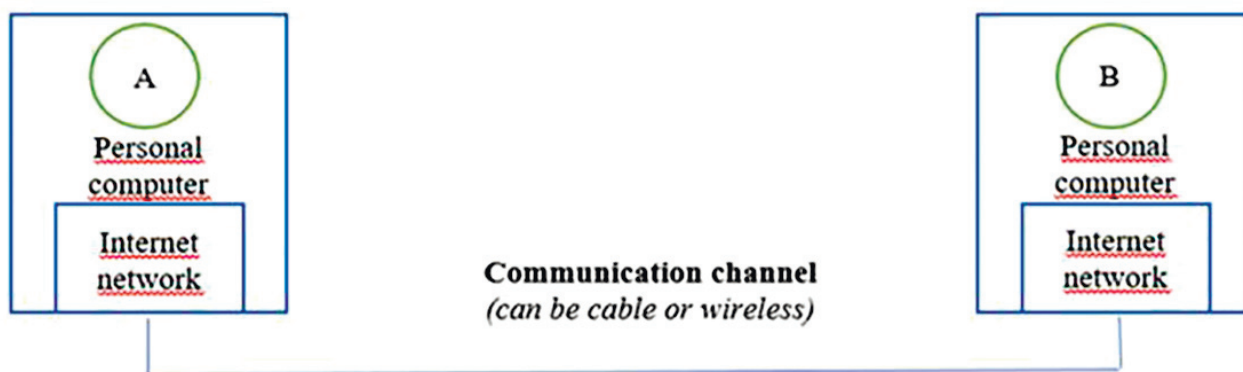 A
Personal
computer
Internet
network
Communication channel
(can be cable or wireless)
B
Personal
computer
Internet
network